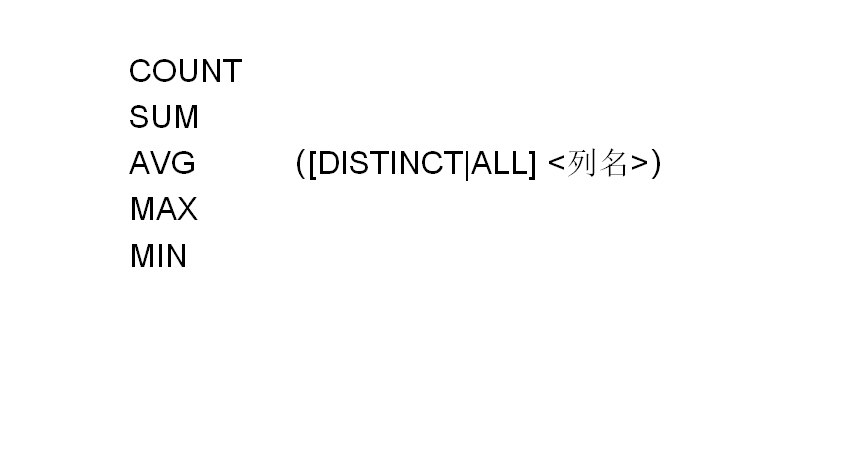 COUNT
SUM
AVG ([DISTINCT|ALL] <列名>)
MAX
MIN